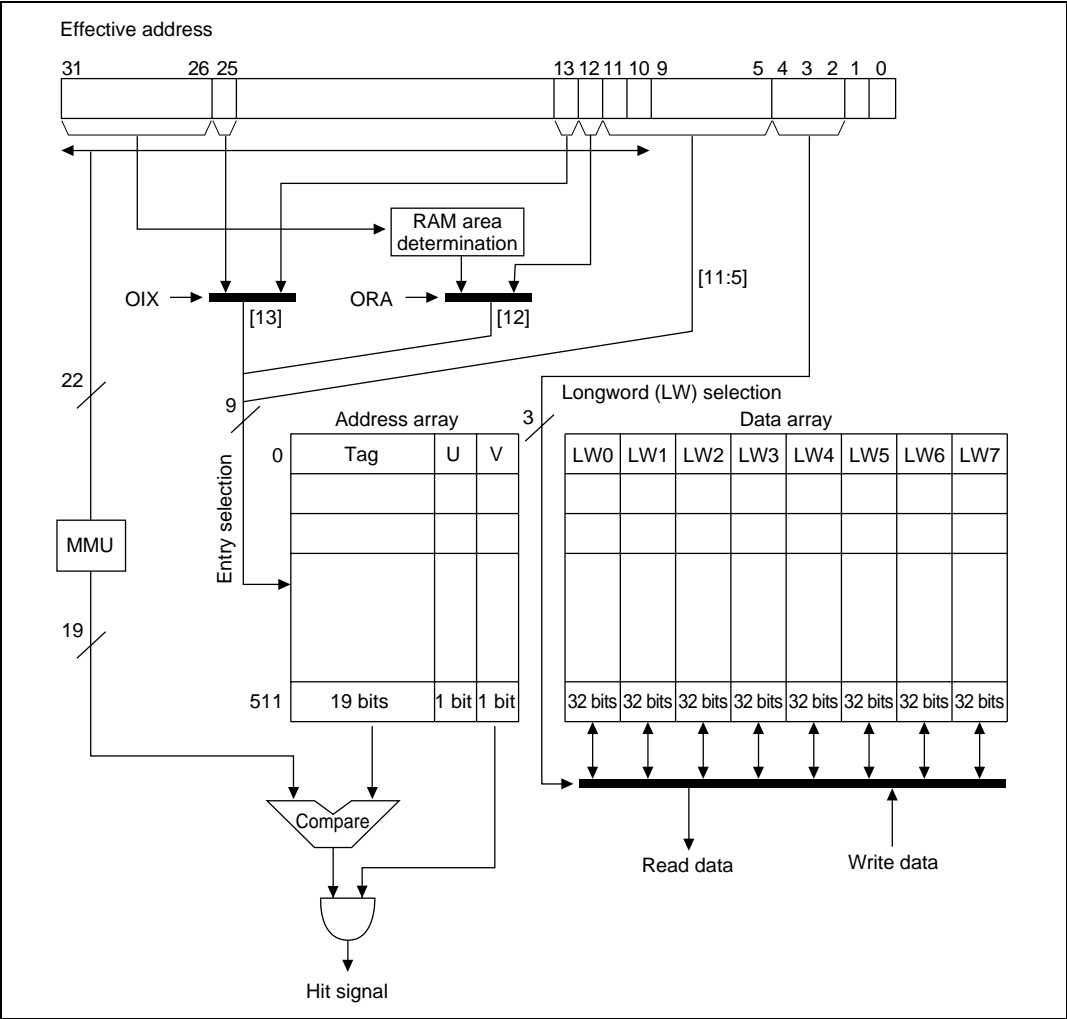 Effective address
31 26 25 13 12 11 10 9 5 4 3 2 1 0
RAM area
determination
[11:5]
OIX
ORA
[13]
[12]
22
9
Longword (LW) selection
3
Address array
Data array
0
Tag U V
LW0 LW1 LW2 LW3 LW4 LW5 LW6 LW7
Entry selection
MMU
19
511
19 bits 1 bit 1 bit
32 bits 32 bits 32 bits 32 bits 32 bits 32 bits 32 bits 32 bits
Compare
Read data
Write data
Hit signal